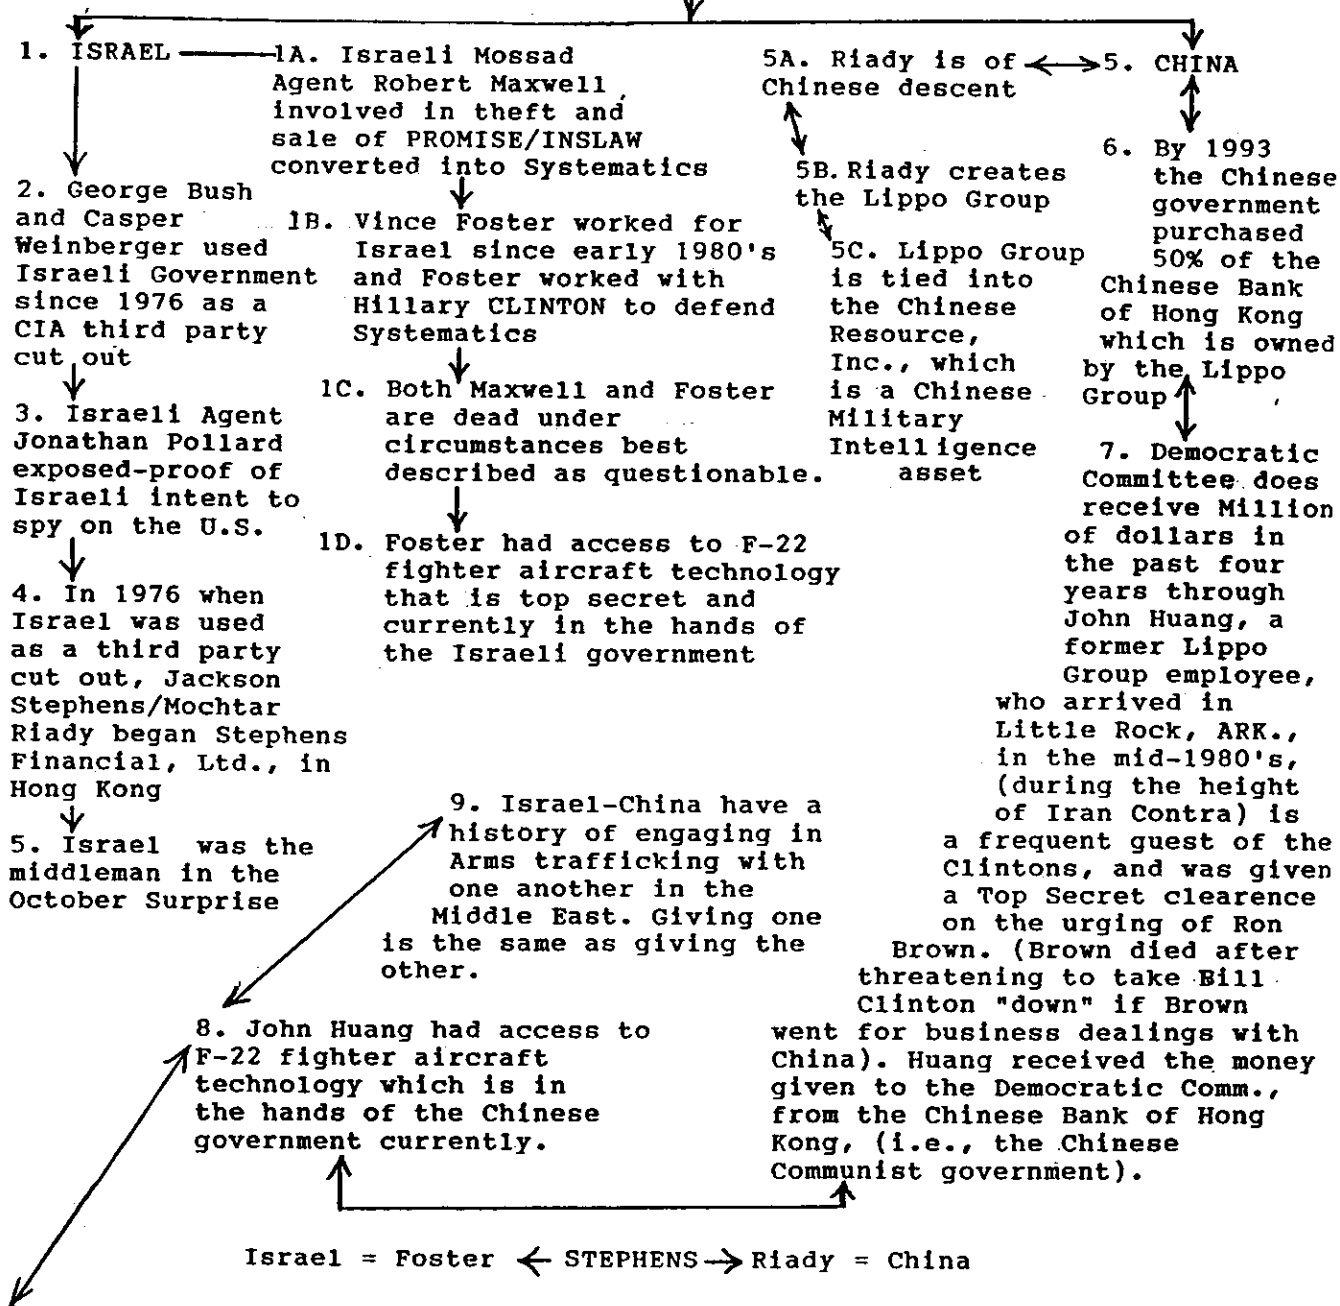 1. ISRAEL
1A. Israeli Mossad
Agent Robert Maxwell
involved in theft and
sale of PROMISE/INSLAW
converted into Systematics
5A. Riady is of
Chinese descent
5. CHINA
2. George Bush
and Casper
Weinberger used
Israeli Government
since 1976 as a
CIA third party
cut out
1B. Vince Foster worked for
Israel since early 1980's
and Foster worked with
Hillary CLINTON to defend
Systematics
5B. Riady creates
the Lippo Group
6. By 1993
the Chinese
government
purchased
50% of the
Chinese Bank
of Hong Kong
which is owned
by the Lippo
Group
5C. Lippo Group
is tied into
the Chinese
Resource,
Inc., which
is a Chinese
Military
Intelligence
asset
3. Israeli Agent
Jonathan Pollard
exposed-proof of
Israeli intent to
spy on the U.S.
1C. Both Maxwell and Foster
are dead under
circumstances best
described as questionable.
1D. Foster had access to F-22
fighter aircraft technology
that is top secret and
currently in the hands of
the Israeli government
4. In 1976 when
Israel was used
as a third party
cut out, Jackson
Stephens/Mochtar
Riady began Stephens
Financial, Ltd., in
Hong Kong
5. Israel was the
middleman in the
October Surprise
7. Democratic
Committee does
receive Million
of dollars in
the past four
years through
John Huang, a
former Lippo
Group employee,
who arrived in
Little Rock, ARK.,
in the mid-1980's,
(during the height
of Iran Contra) is
a frequent guest of the
Clintons, and was given
a Top Secret clearance
on the urging of Ron
Brown. (Brown died after
threatening to take Bill
Clinton "down" if Brown
went for business dealings with
China). Huang received the money
given to the Democratic Comm.,
from the Chinese Bank of Hong
Kong, (i.e., the Chinese
Communist government).
9. Israel-China have a
history of engaging in
Arms trafficking with
one another in the
Middle East. Giving one
is the same as giving the
other.
8. John Huang had access to
F-22 fighter aircraft
technology which is in
the hands of the Chinese
government currently.
Israel = Foster ← STEPHENS → Riady = China